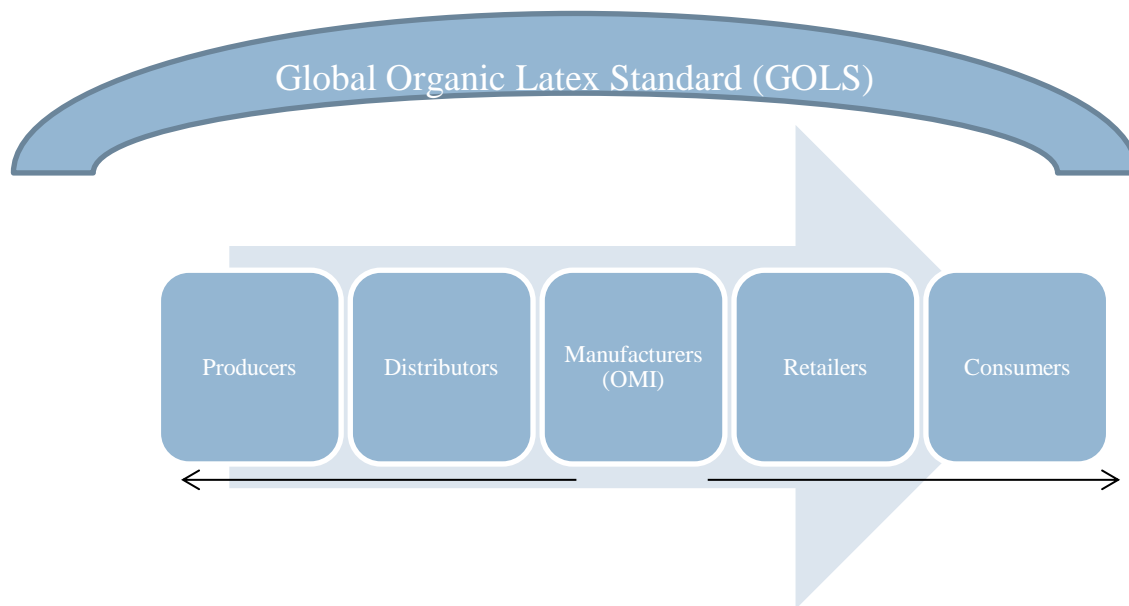 Global Organic Latex Standard (GOLS)
Producers
Distributors
Manufacturers
(OMI)
Retailers
Consumers